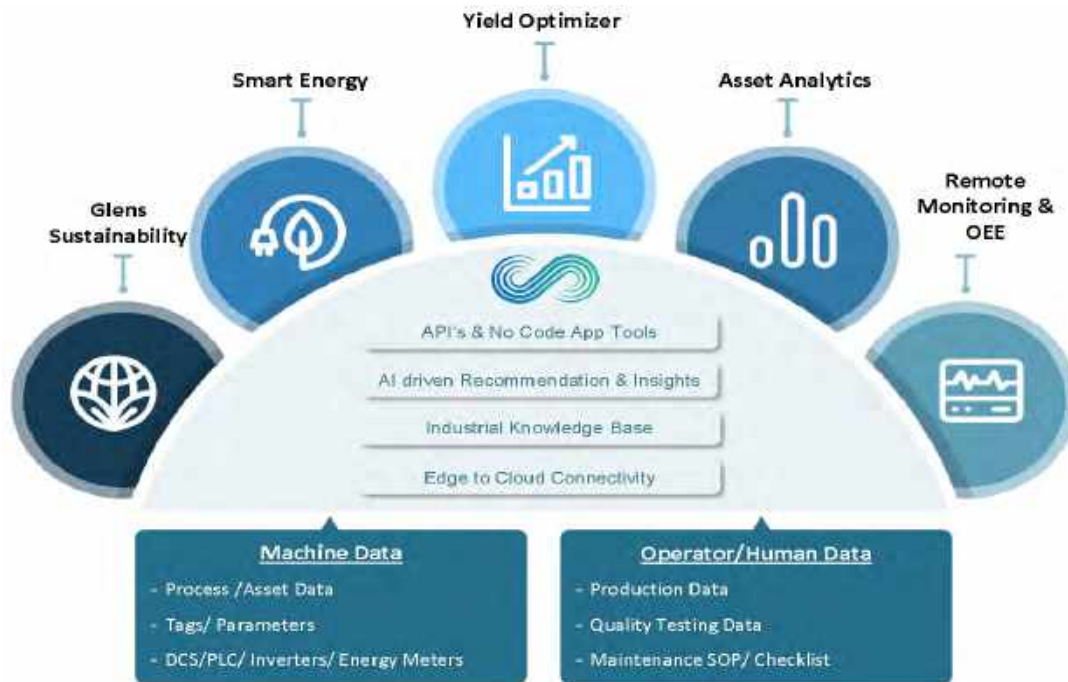 Yield Optimizer
Smart Energy
Asset Analytics
Glens
Sustainability
Remote
Monitoring &
OEE
API's & No Code App Tools
AI driven Recommendation & Insights
Industrial Knowledge Base
Edge to Cloud Connectivity
Machine Data
- Process /Asset Data
- Tags/ Parameters
- DCS/PLC/ Inverters/ Energy Meters
Operator/Human Data
- Production Data
- Quality Testing Data
- Maintenance SOP/ Checklist